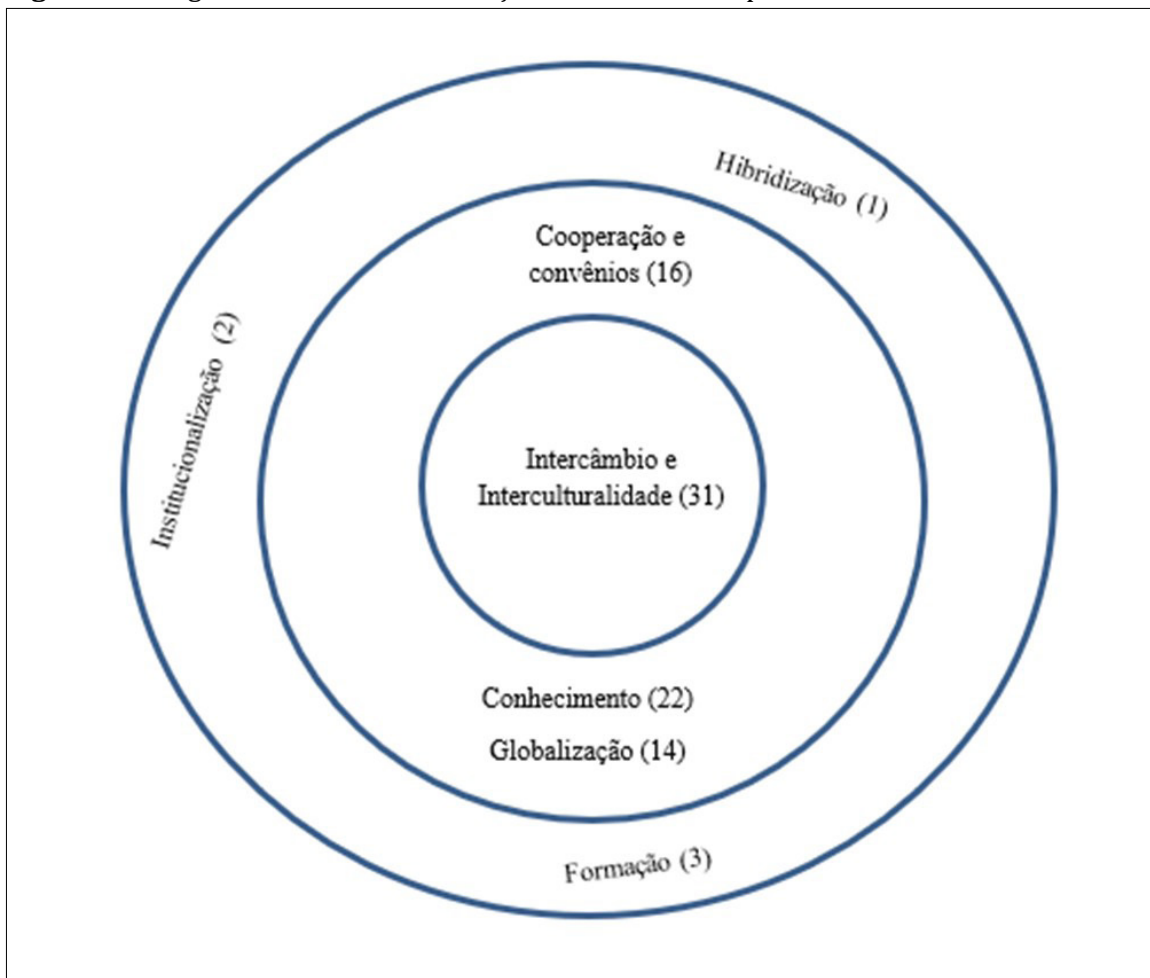 Hibridização (1)
Cooperação e
convênios (16)
Institucionalização (2)
Intercâmbio e
Interculturalidade (31)
Conhecimento (22)
Globalização (14)
Formação (3)